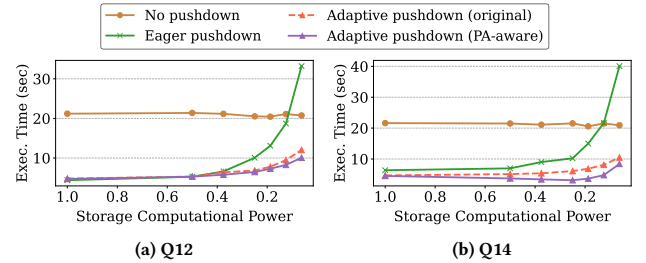 No pushdown
Eager pushdown
Adaptive pushdown (original)
Adaptive pushdown (PA-aware)
Exec. Time (sec)
30
20
10
1.0 0.8 0.6 0.4 0.2
Storage Computational Power
(a) Q12
Exec. Time (sec)
40
30
20
10
1.0 0.8 0.6 0.4 0.2
Storage Computational Power
(b) Q14